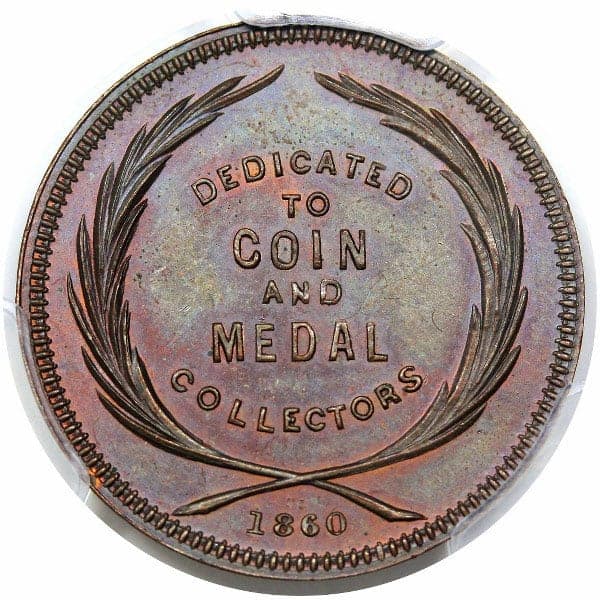 DEDICATED
TO
COIN
AND
MEDAL
COLLECTORS
1860